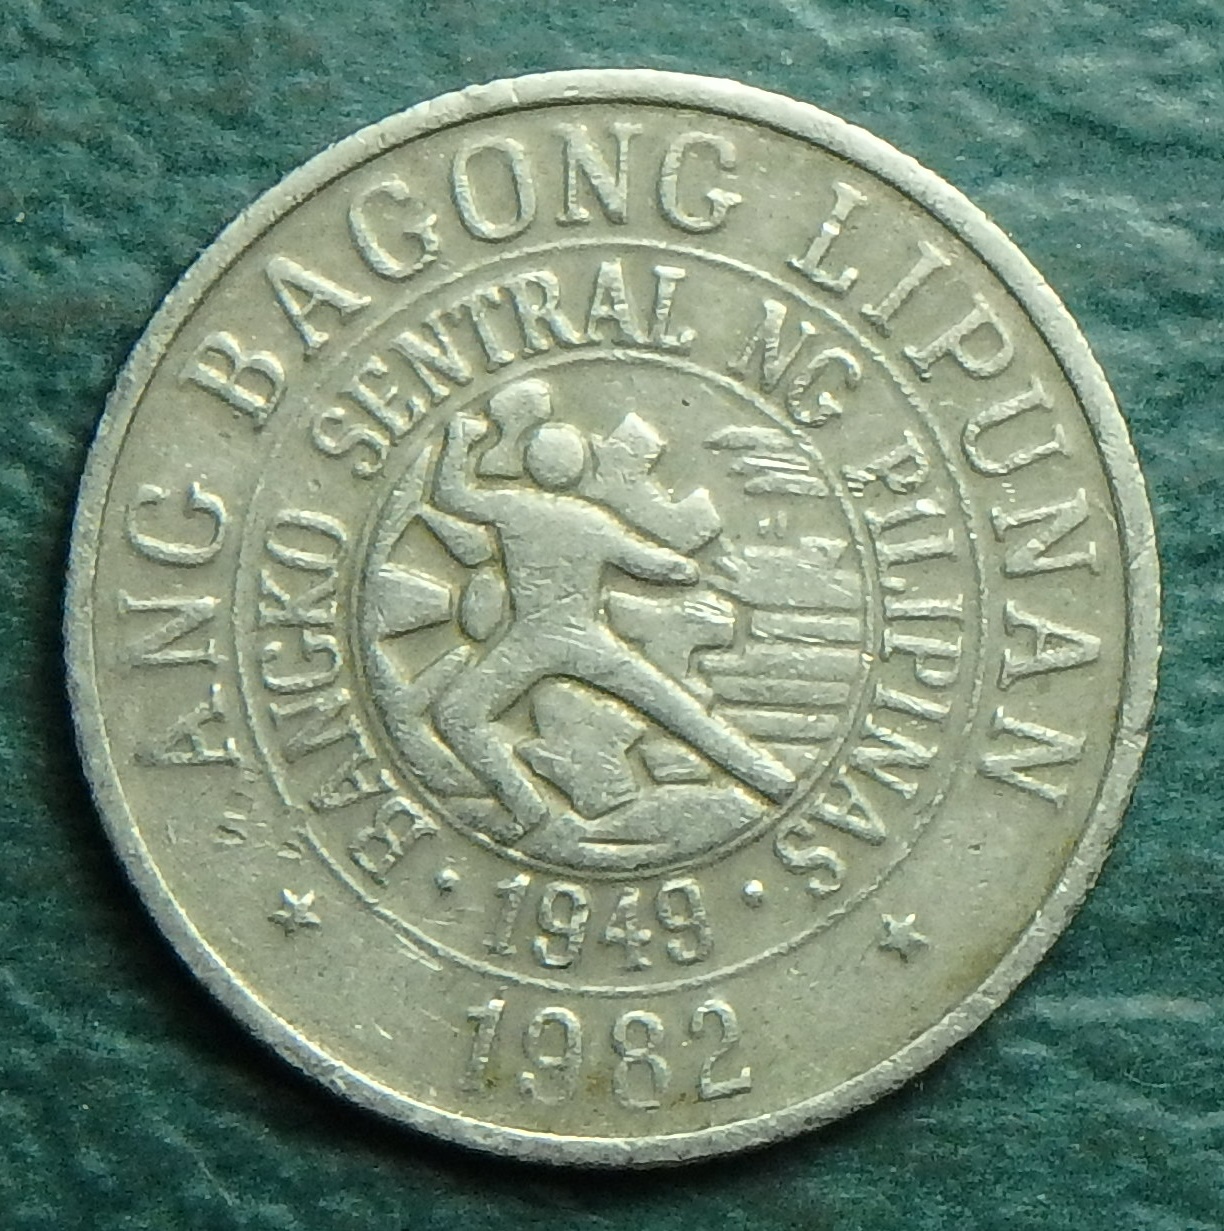 ANG BAGONG LIPUNAN
BANGKO SENTRAL NG PILIPINAS
1949
1982